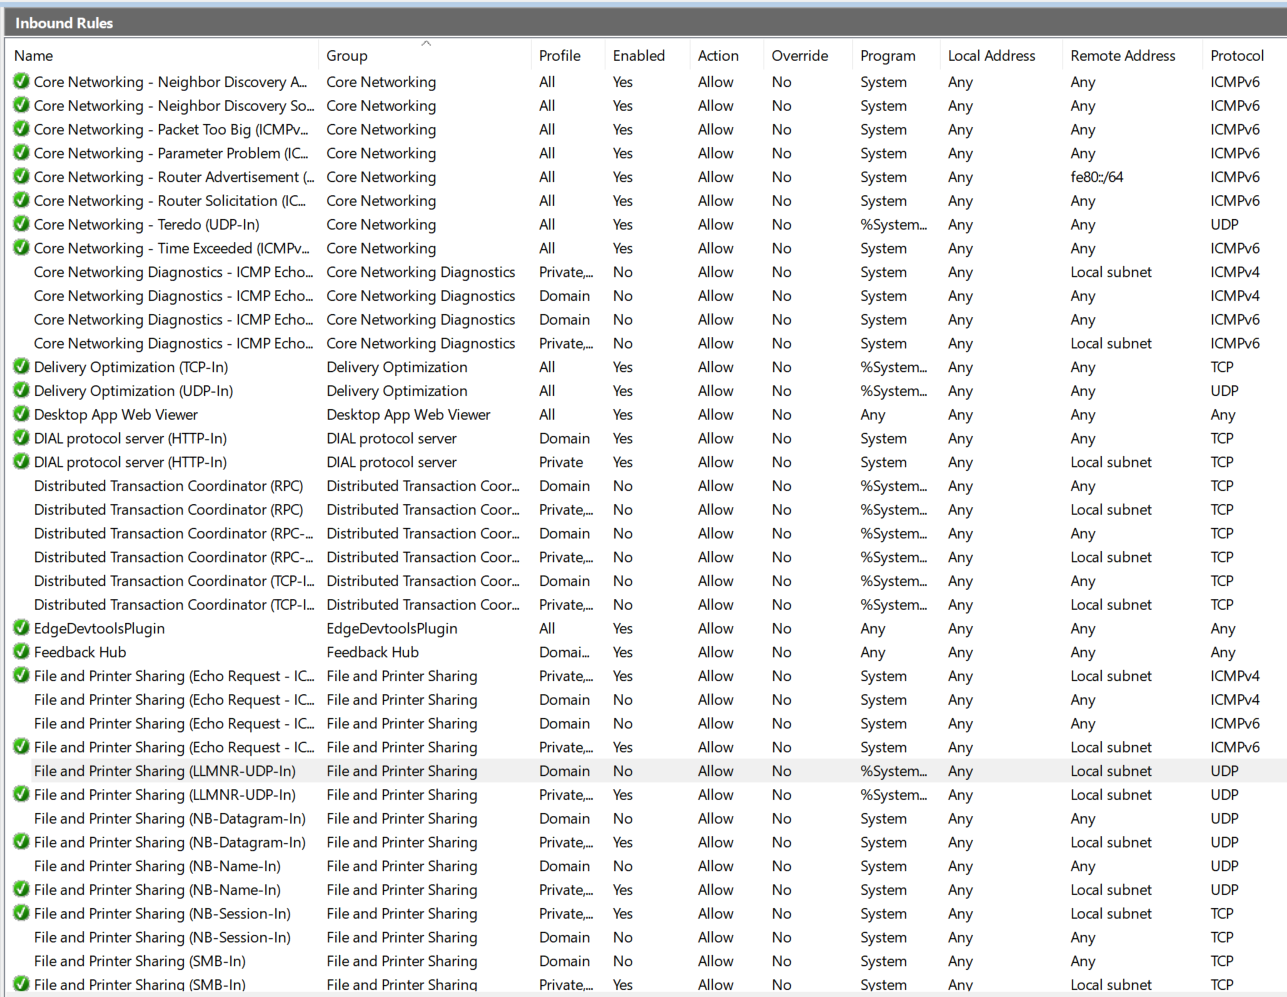 Inbound Rules
Name Group Profile Enabled Action Override Program Local Address Remote Address Protocol
Core Networking - Neighbor Discovery A... Core Networking All Yes Allow No System Any Any ICMPv6
Core Networking - Neighbor Discovery So... Core Networking All Yes Allow No System Any Any ICMPv6
Core Networking - Packet Too Big (ICMPv... Core Networking All Yes Allow No System Any Any ICMPv6
Core Networking - Parameter Problem (IC... Core Networking All Yes Allow No System Any Any ICMPv6
Core Networking - Router Advertisement (... Core Networking All Yes Allow No System Any fe80::/64 ICMPv6
Core Networking - Router Solicitation (IC... Core Networking All Yes Allow No System Any Any ICMPv6
Core Networking - Teredo (UDP-In) Core Networking All Yes Allow No %System... Any Any UDP
Core Networking - Time Exceeded (ICMPv... Core Networking All Yes Allow No System Any Any ICMPv6
Core Networking Diagnostics - ICMP Echo... Core Networking Diagnostics Private,... No Allow No System Any Local subnet ICMPv4
Core Networking Diagnostics - ICMP Echo... Core Networking Diagnostics Domain No Allow No System Any Any ICMPv4
Core Networking Diagnostics - ICMP Echo... Core Networking Diagnostics Domain No Allow No System Any Any ICMPv6
Core Networking Diagnostics - ICMP Echo... Core Networking Diagnostics Private,... No Allow No System Any Local subnet ICMPv6
Delivery Optimization (TCP-In) Delivery Optimization All Yes Allow No %System... Any Any TCP
Delivery Optimization (UDP-In) Delivery Optimization All Yes Allow No %System... Any Any UDP
Desktop App Web Viewer Desktop App Web Viewer All Yes Allow No Any Any Any Any
DIAL protocol server (HTTP-In) DIAL protocol server Domain Yes Allow No System Any Any TCP
DIAL protocol server (HTTP-In) DIAL protocol server Private Yes Allow No System Any Local subnet TCP
Distributed Transaction Coordinator (RPC) Distributed Transaction Coor... Domain No Allow No %System... Any Any TCP
Distributed Transaction Coordinator (RPC) Distributed Transaction Coor... Private,... No Allow No %System... Any Local subnet TCP
Distributed Transaction Coordinator (RPC-... Distributed Transaction Coor... Domain No Allow No %System... Any Any TCP
Distributed Transaction Coordinator (RPC-... Distributed Transaction Coor... Private,... No Allow No %System... Any Local subnet TCP
Distributed Transaction Coordinator (TCP-I... Distributed Transaction Coor... Domain No Allow No %System... Any Any TCP
Distributed Transaction Coordinator (TCP-I... Distributed Transaction Coor... Private,... No Allow No %System... Any Local subnet TCP
EdgeDevtoolsPlugin EdgeDevtoolsPlugin All Yes Allow No Any Any Any Any
Feedback Hub Feedback Hub Domai... Yes Allow No Any Any Any Any
File and Printer Sharing (Echo Request - IC... File and Printer Sharing Private,... Yes Allow No System Any Local subnet ICMPv4
File and Printer Sharing (Echo Request - IC... File and Printer Sharing Domain No Allow No System Any Any ICMPv4
File and Printer Sharing (Echo Request - IC... File and Printer Sharing Domain No Allow No System Any Any ICMPv6
File and Printer Sharing (Echo Request - IC... File and Printer Sharing Private,... Yes Allow No System Any Local subnet ICMPv6
File and Printer Sharing (LLMNR-UDP-In) File and Printer Sharing Domain No Allow No %System... Any Local subnet UDP
File and Printer Sharing (LLMNR-UDP-In) File and Printer Sharing Private,... Yes Allow No %System... Any Local subnet UDP
File and Printer Sharing (NB-Datagram-In) File and Printer Sharing Domain No Allow No System Any Any UDP
File and Printer Sharing (NB-Datagram-In) File and Printer Sharing Private,... Yes Allow No System Any Local subnet UDP
File and Printer Sharing (NB-Name-In) File and Printer Sharing Domain No Allow No System Any Any UDP
File and Printer Sharing (NB-Name-In) File and Printer Sharing Private,... Yes Allow No System Any Local subnet UDP
File and Printer Sharing (NB-Session-In) File and Printer Sharing Private,... Yes Allow No System Any Local subnet TCP
File and Printer Sharing (NB-Session-In) File and Printer Sharing Domain No Allow No System Any Any TCP
File and Printer Sharing (SMB-In) File and Printer Sharing Domain No Allow No System Any Any TCP
File and Printer Sharing (SMB-In) File and Printer Sharing Private,... Yes Allow No System Any Local subnet TCP